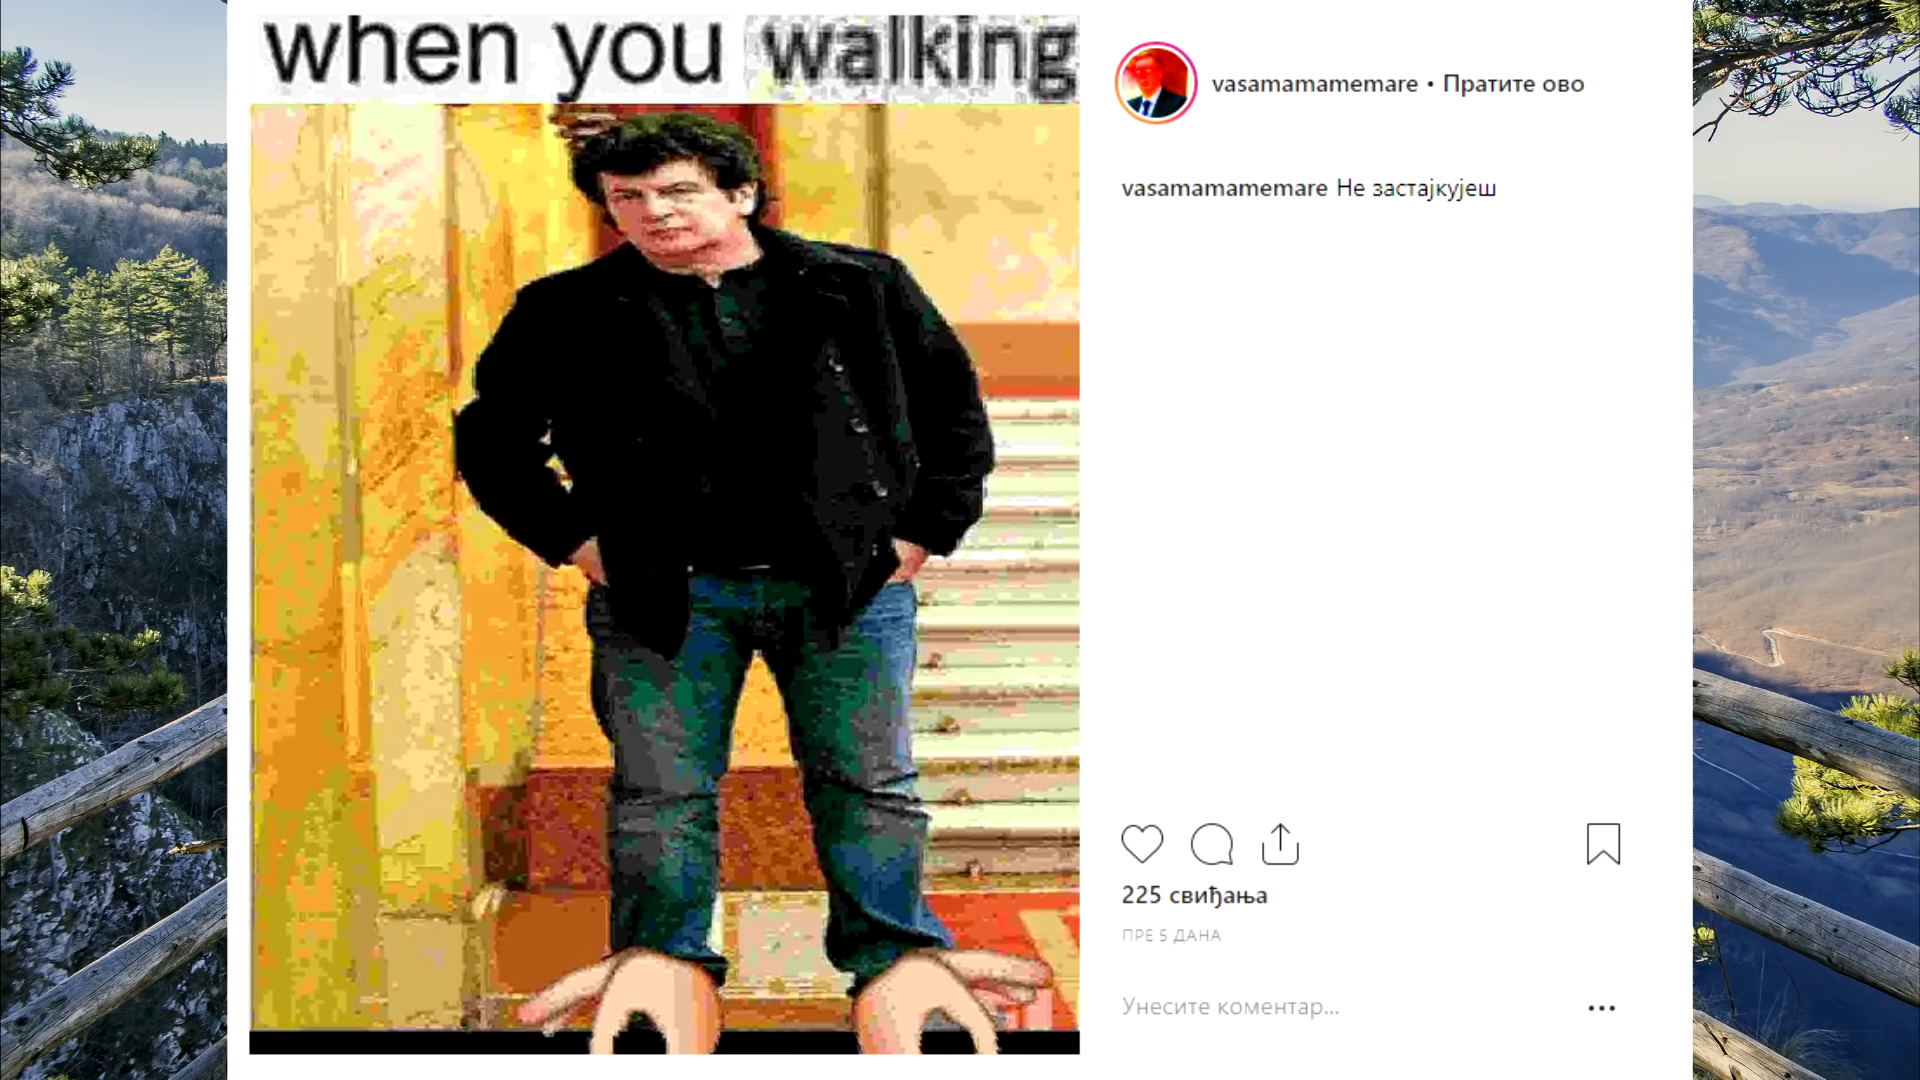 when you walking
vasamamamemare • Пратите ово
vasamamamemare Не застајкујеш
225 свиђања
ПРЕ 5 ДАНА
Унесите коментар...